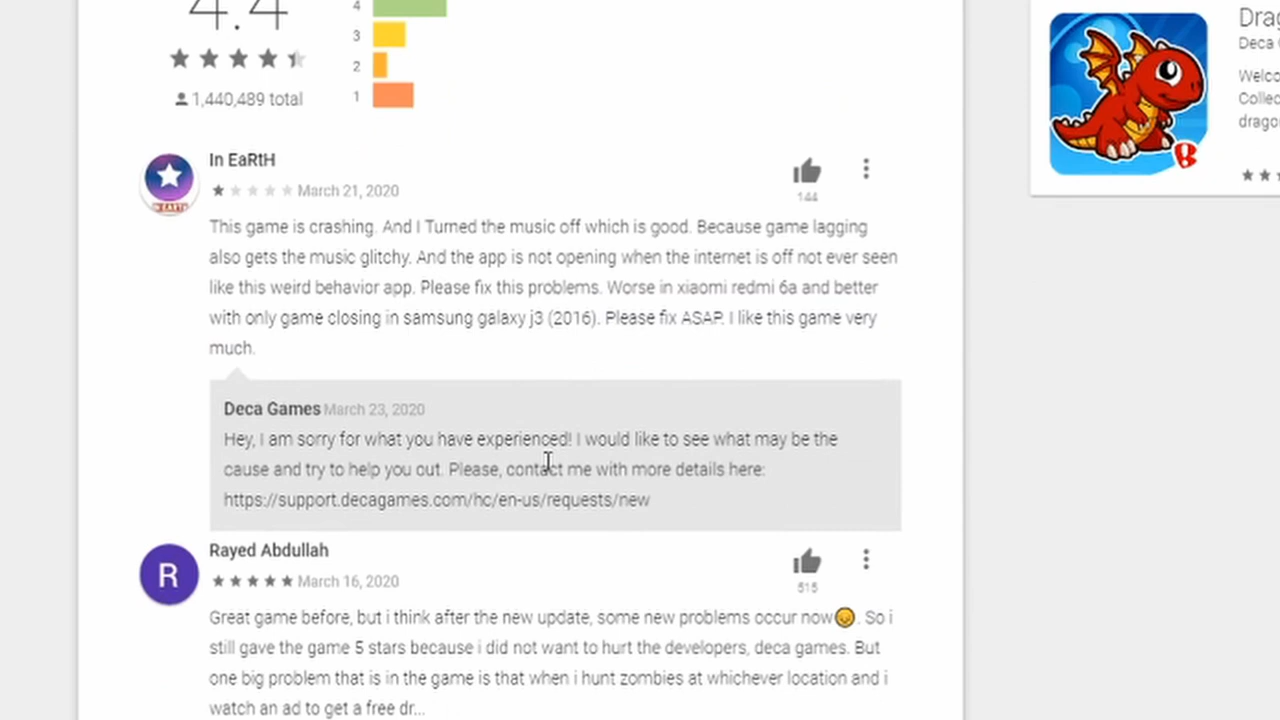 4.4
4
3
2
1
1,440,489 total
In EaRtH
March 21, 2020
144
This game is crashing. And I Turned the music off which is good. Because game lagging
also gets the music glitchy. And the app is not opening when the internet is off not ever seen
like this weird behavior app. Please fix this problems. Worse in xiaomi redmi 6a and better
with only game closing in samsung galaxy j3 (2016). Please fix ASAP. I like this game very
much.
Deca Games March 23, 2020
Hey, I am sorry for what you have experienced! I would like to see what may be the
cause and try to help you out. Please, contact me with more details here:
https://support.decagames.com/hc/en-us/requests/new
R
Rayed Abdullah
March 16, 2020
515
Great game before, but i think after the new update, some new problems occur now😞. So i
still gave the game 5 stars because i did not want to hurt the developers, deca games. But
one big problem that is in the game is that when i hunt zombies at whichever location and i
watch an ad to get a free dr...
Drag
Deca
Welco
Collec
drago